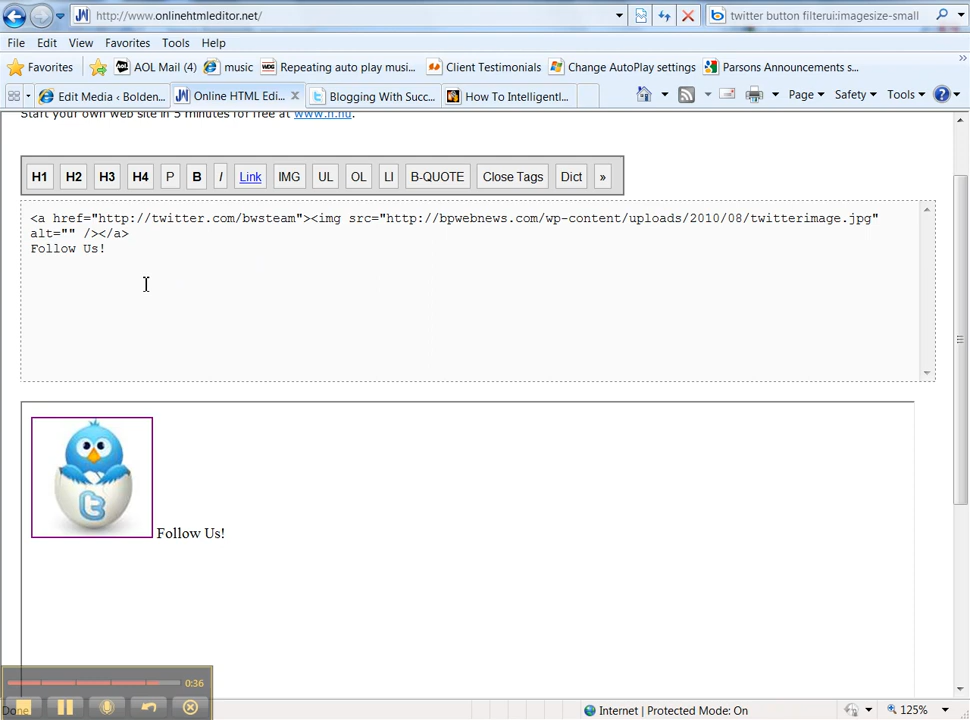 http://www.onlinehtmleditor.net/
twitter button filterui:imagesize-small
File Edit View Favorites Tools Help
Favorites AOL Mail (4) music Repeating auto play musi... Client Testimonials Change AutoPlay settings Parsons Announcements s...
Edit Media ‹ Bolden... Online HTML Edi... Blogging With Succ... How To Intelligentl... Page Safety Tools
Start your own web site in 5 minutes for free at www.n.nu.
H1 H2 H3 H4 P B I Link IMG UL OL LI B-QUOTE Close Tags Dict »
<a href="http://twitter.com/bwsteam"><img src="http://bpwebnews.com/wp-content/uploads/2010/08/twitterimage.jpg"
alt="" /></a>
Follow Us!
Follow Us!
0:36
Done
Internet | Protected Mode: On
125%